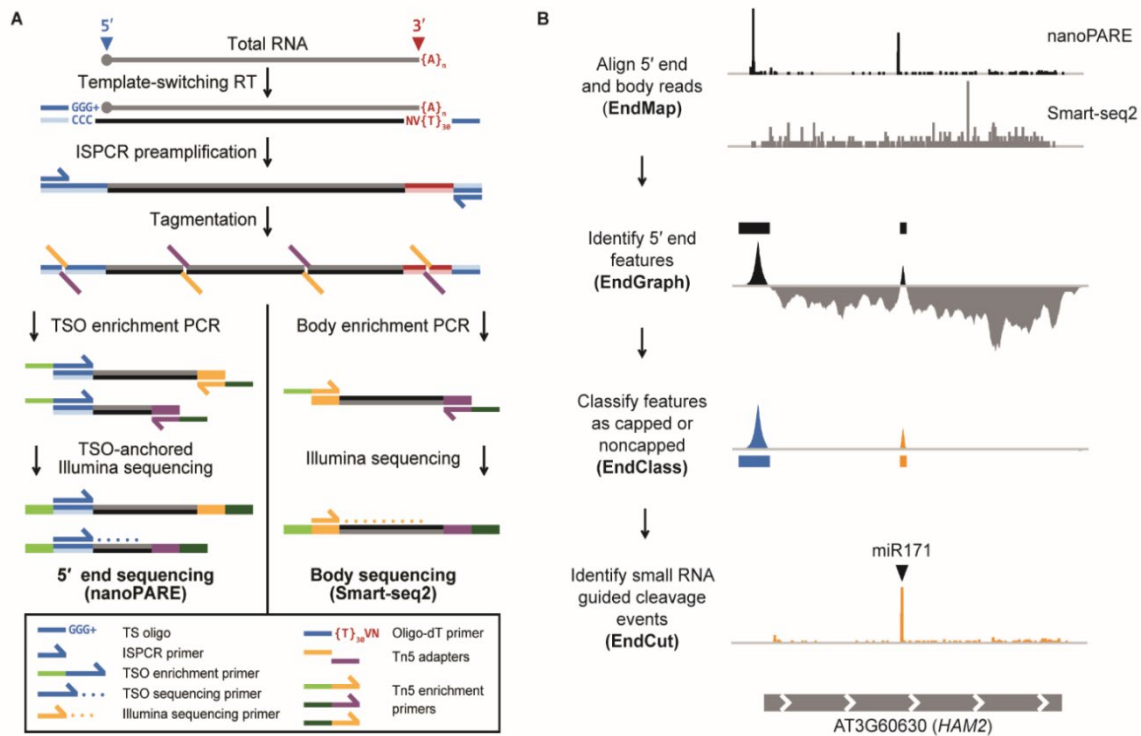 A
5′
3′
Total RNA
{A}n
Template-switching RT
GGG+
{A}n
CCC
NV{T}30
ISPCR preamplification
Tagmentation
TSO enrichment PCR
Body enrichment PCR
TSO-anchored
Illumina sequencing
Illumina sequencing
5′ end sequencing
(nanoPARE)
Body sequencing
(Smart-seq2)
GGG+
TS oligo
ISPCR primer
TSO enrichment primer
TSO sequencing primer
Illumina sequencing primer
{T}30VN
Oligo-dT primer
Tn5 adapters
Tn5 enrichment
primers
B
nanoPARE
Align 5′ end
and body reads
(EndMap)
Smart-seq2
Identify 5′ end
features
(EndGraph)
Classify features
as capped or
noncapped
(EndClass)
miR171
Identify small RNA
guided cleavage
events
(EndCut)
AT3G60630 (HAM2)